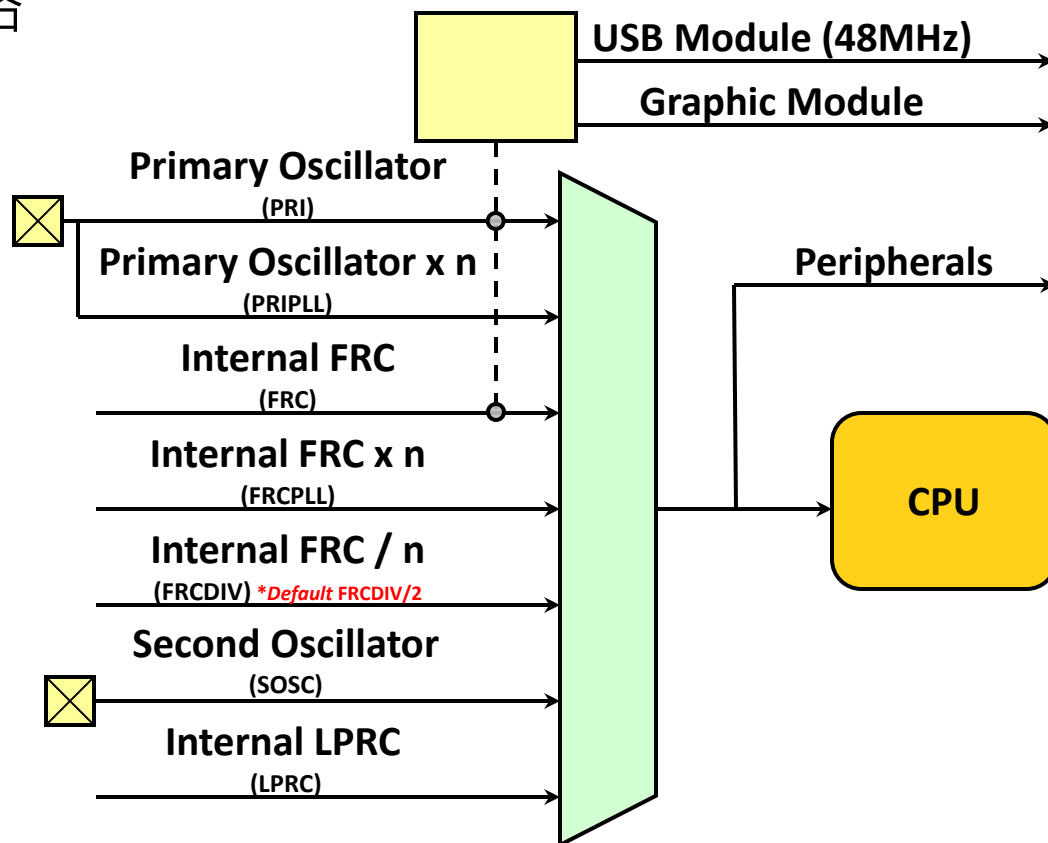 USB Module (48MHz)
Graphic Module
Primary Oscillator
(PRI)
Primary Oscillator x n
(PRIPLL)
Peripherals
Internal FRC
(FRC)
Internal FRC x n
(FRCPLL)
CPU
Internal FRC / n
(FRCDIV) *Default FRCDIV/2
Second Oscillator
(SOSC)
Internal LPRC
(LPRC)